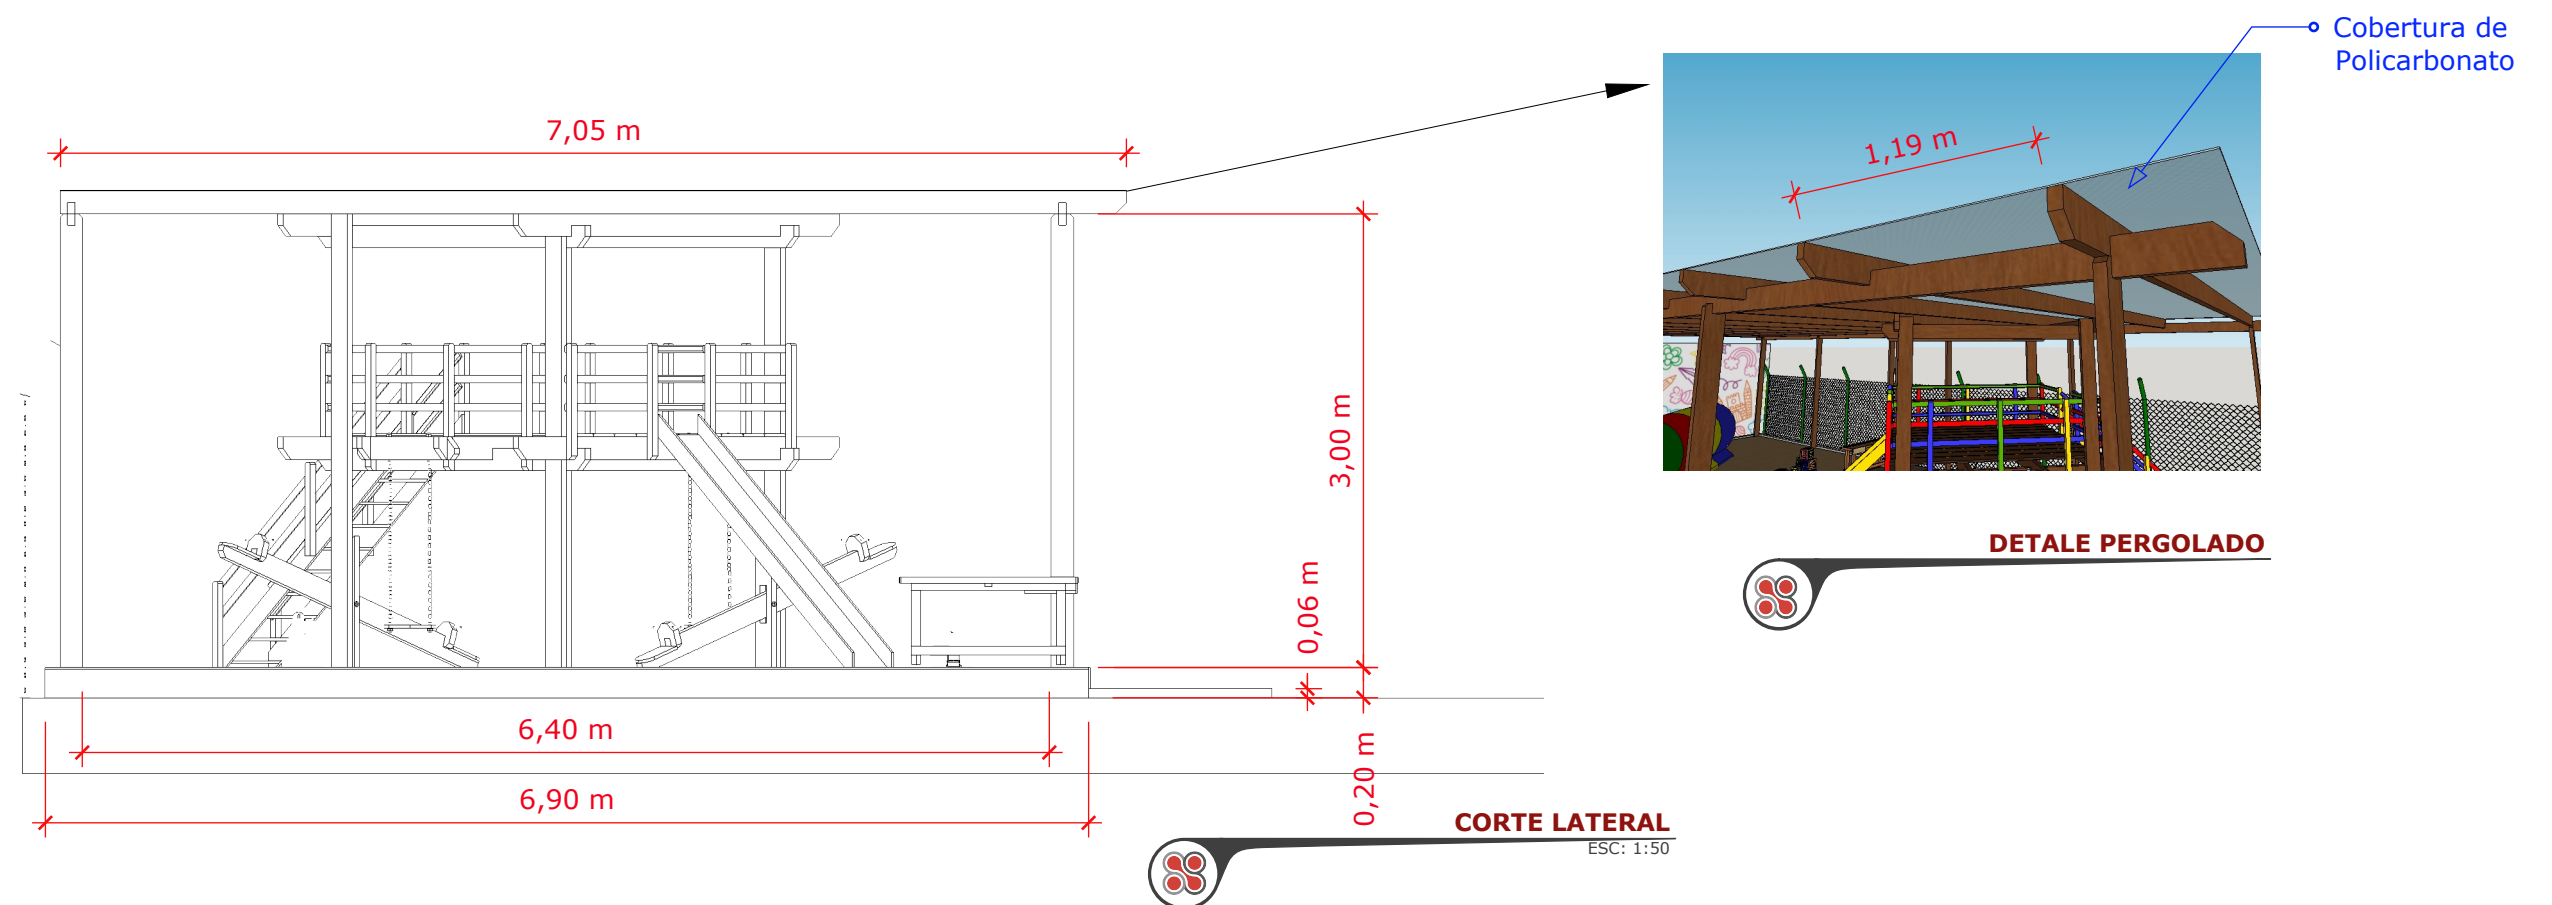 Cobertura de
Policarbonato
7,05 m
1,19 m
3,00 m
0,06 m
DETALE PERGOLADO
6,40 m
0,20 m
6,90 m
CORTE LATERAL
ESC: 1:50